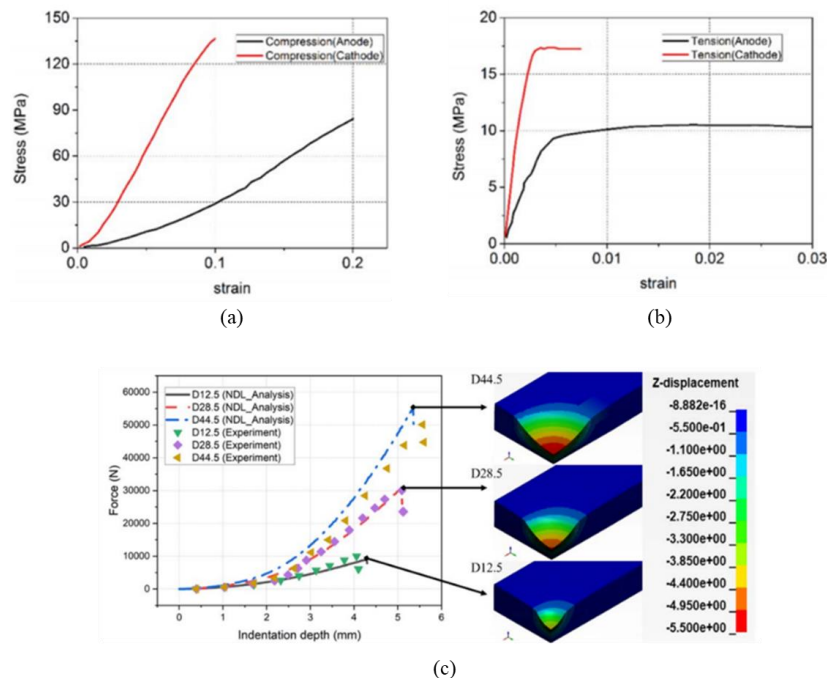 150
120
90
60
30
0
Stress (MPa)
Compression(Anode)
Compression(Cathode)
0.0
0.1
0.2
strain
(a)
20
15
10
5
0
Stress (MPa)
Tension(Anode)
Tension(Cathode)
0.00
0.01
0.02
0.03
strain
(b)
60000
50000
40000
30000
20000
10000
0
Force (N)
D12.5 (NDL_Analysis)
D28.5 (NDL_Analysis)
D44.5 (NDL_Analysis)
D12.5 (Experiment)
D28.5 (Experiment)
D44.5 (Experiment)
0
1
2
3
4
5
6
Indentation depth (mm)
D44.5
D28.5
D12.5
Z-displacement
-8.882e-16
-5.500e-01
-1.100e+00
-1.650e+00
-2.200e+00
-2.750e+00
-3.300e+00
-3.850e+00
-4.400e+00
-4.950e+00
-5.500e+00
(c)